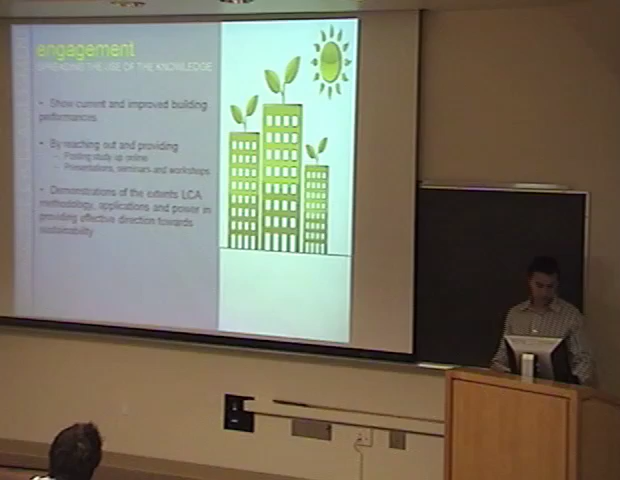 engagement
SPREADING THE USE OF THE KNOWLEDGE
• Show current and improved building
performances.
• By reaching out and providing
– Posting study up online
– Presentations, seminars and workshops
• Demonstrations of the extents LCA
methodology, applications and power in
providing effective direction towards
sustainability